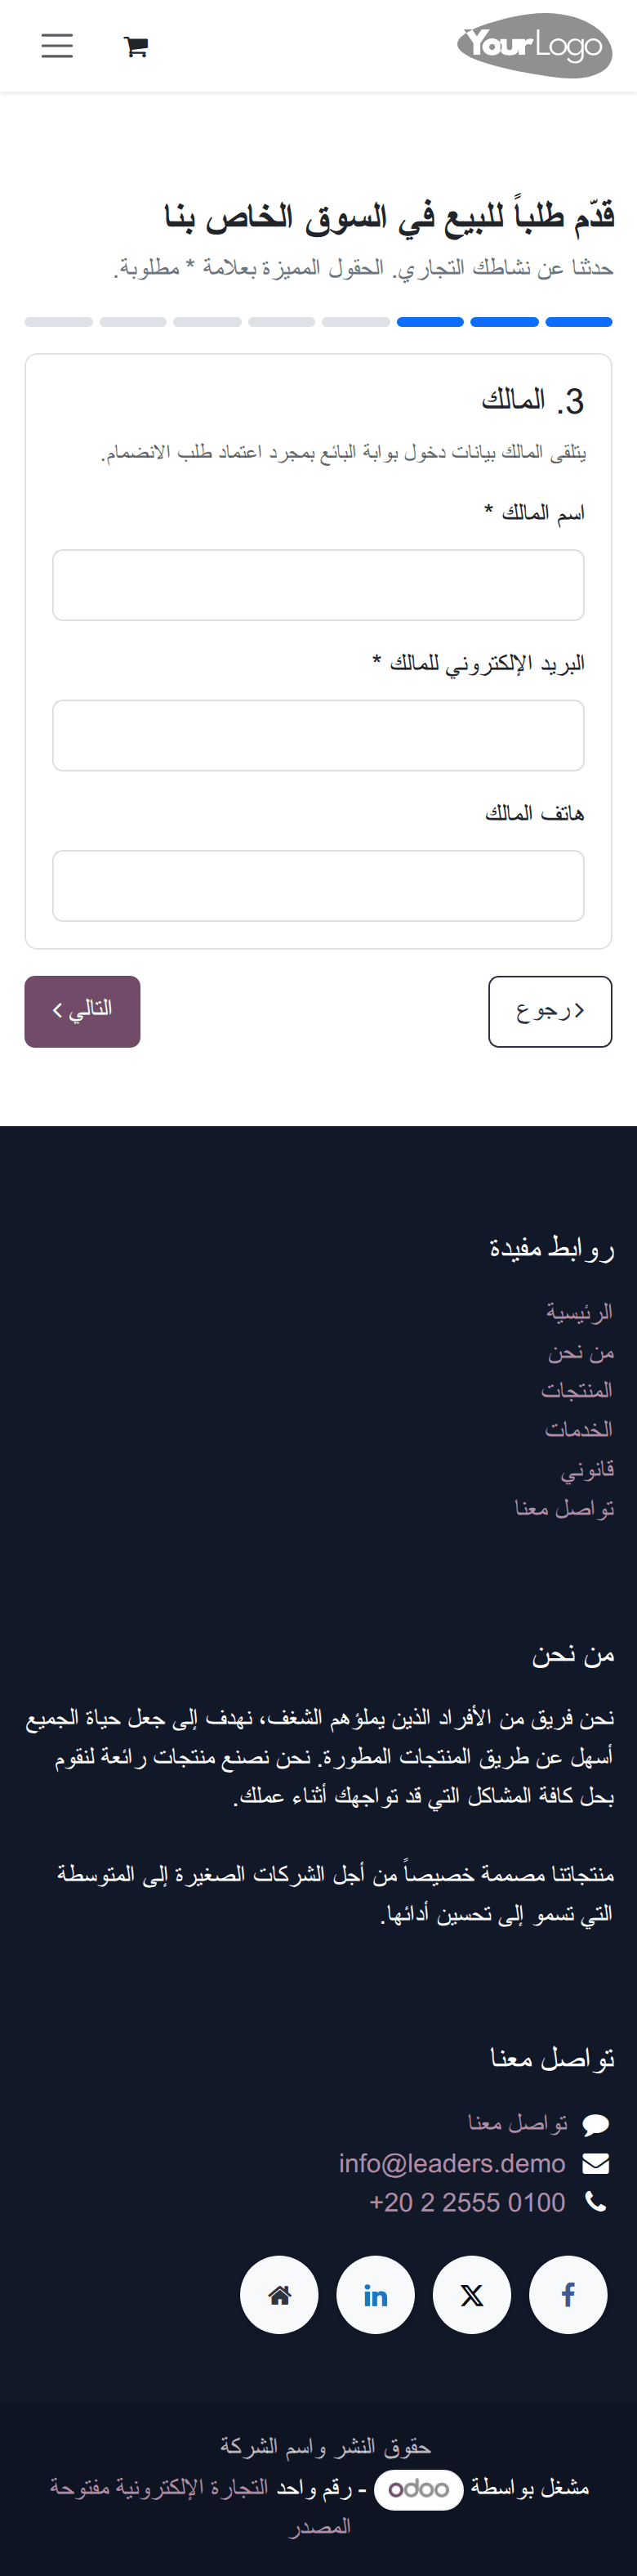 YourLogo
قدّم طلباً للبيع في السوق الخاص بنا
حدثنا عن نشاطك التجاري. الحقول المميزة بعلامة * مطلوبة.
3. المالك
يتلقى المالك بيانات دخول بوابة البائع بمجرد اعتماد طلب الانضمام.
اسم المالك *
البريد الإلكتروني للمالك *
هاتف المالك
رجوع
التالي
روابط مفيدة
الرئيسية
من نحن
المنتجات
الخدمات
قانوني
تواصل معنا
من نحن
نحن فريق من الأفراد الذين يملؤهم الشغف، نهدف إلى جعل حياة الجميع
أسهل عن طريق المنتجات المطورة. نحن نصنع منتجات رائعة لنقوم
بحل كافة المشاكل التي قد تواجهك أثناء عملك.
منتجاتنا مصممة خصيصاً من أجل الشركات الصغيرة إلى المتوسطة
التي تسمو إلى تحسين أدائها.
تواصل معنا
تواصل معنا
info@leaders.demo
+20 2 2555 0100
حقوق النشر واسم الشركة
مشغل بواسطة odoo - رقم واحد التجارة الإلكترونية مفتوحة
المصدر